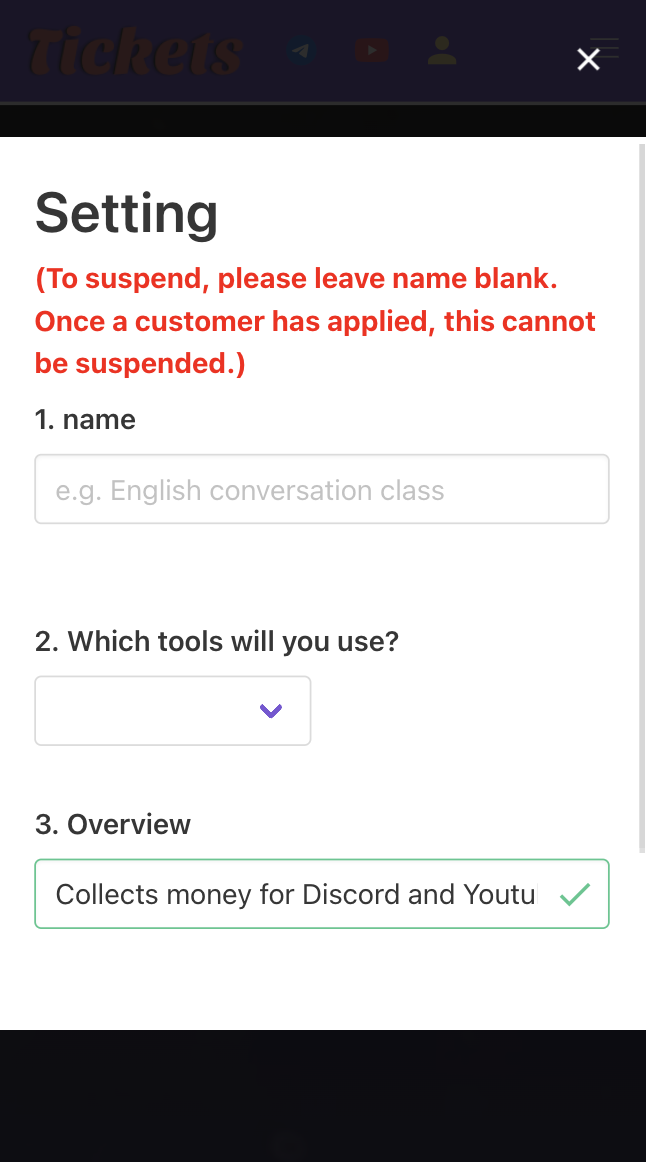 Tickets
Setting
(To suspend, please leave name blank.
Once a customer has applied, this cannot
be suspended.)
1. name
e.g. English conversation class
2. Which tools will you use?
3. Overview
Collects money for Discord and Youtu